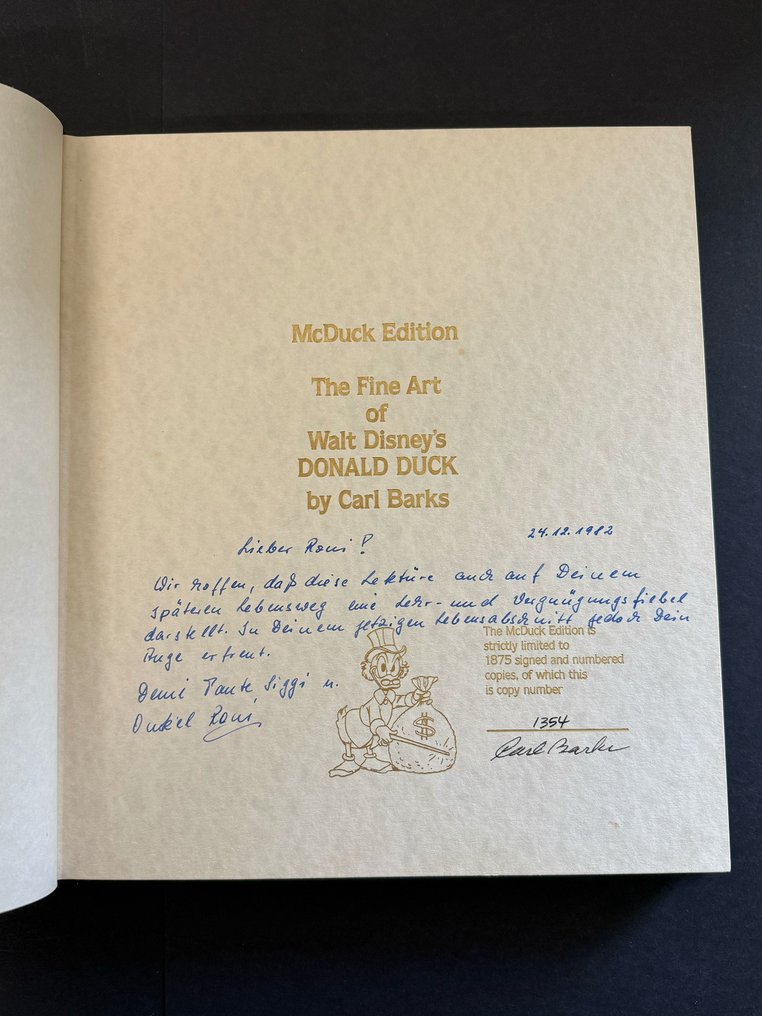 McDuck Edition
The Fine Art
of
Walt Disney's
DONALD DUCK
by Carl Barks
24.12.1982
Lieber Roni!
Wir hoffen, daß diese Lektüre auch auf Deinem
späteren Lebensweg eine Lehr- und Vergnügungsfiebel
darstellt. In Deinem jetzigen Lebensabschnitt jedoch Dein
Auge erfreut.
Deine Tante Siggi u.
Onkel Roni
The McDuck Edition is
strictly limited to
1875 signed and numbered
copies, of which this
is copy number
1354
Carl Barks
$